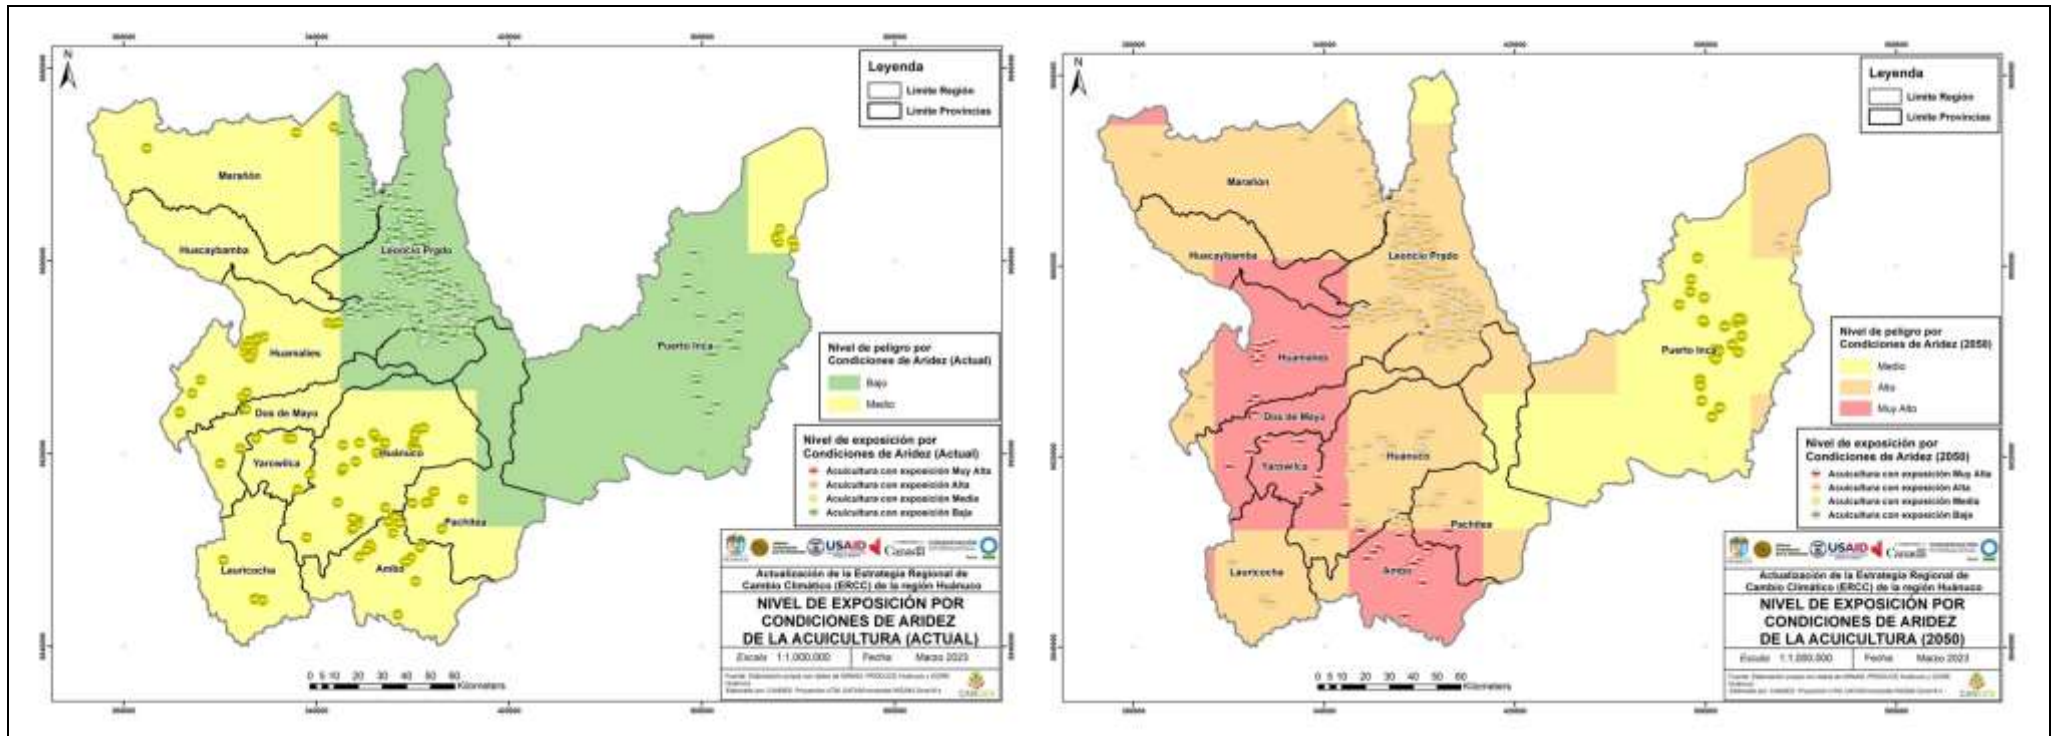 N
Leyenda
Limite Región
Limite Provincias
Marañón
Huacaybamba
Leoncio Prado
Huamalies
Puerto Inca
Dos de Mayo
Yarowilca
Huánuco
Pachitea
Lauricocha
Ambo
Nivel de peligro por
Condiciones de Aridez (Actual)
Bajo
Medio
Nivel de exposición por
Condiciones de Aridez (Actual)
Acuicultura con exposición Muy Alta
Acuicultura con exposición Alta
Acuicultura con exposición Media
Acuicultura con exposición Baja
USAID
Canadá
Actualización de la Estrategia Regional de
Cambio Climático (ERCC) de la región Huánuco
NIVEL DE EXPOSICIÓN POR
CONDICIONES DE ARIDEZ
DE LA ACUICULTURA (ACTUAL)
Escala 1:1,000,000 Fecha Marzo 2023
0 5 10 20 30 40 50 60
Kilometers
N
Leyenda
Limite Región
Limite Provincias
Marañón
Huacaybamba
Leoncio Prado
Huamalies
Puerto Inca
Dos de Mayo
Yarowilca
Huánuco
Pachitea
Lauricocha
Ambo
Nivel de peligro por
Condiciones de Aridez (2050)
Medio
Alto
Muy Alto
Nivel de exposición por
Condiciones de Aridez (2050)
Acuicultura con exposición Muy Alta
Acuicultura con exposición Alta
Acuicultura con exposición Media
Acuicultura con exposición Baja
USAID
Canadá
Actualización de la Estrategia Regional de
Cambio Climático (ERCC) de la región Huánuco
NIVEL DE EXPOSICIÓN POR
CONDICIONES DE ARIDEZ
DE LA ACUICULTURA (2050)
Escala 1:1,000,000 Fecha Marzo 2023
0 5 10 20 30 40 50 60
Kilometers